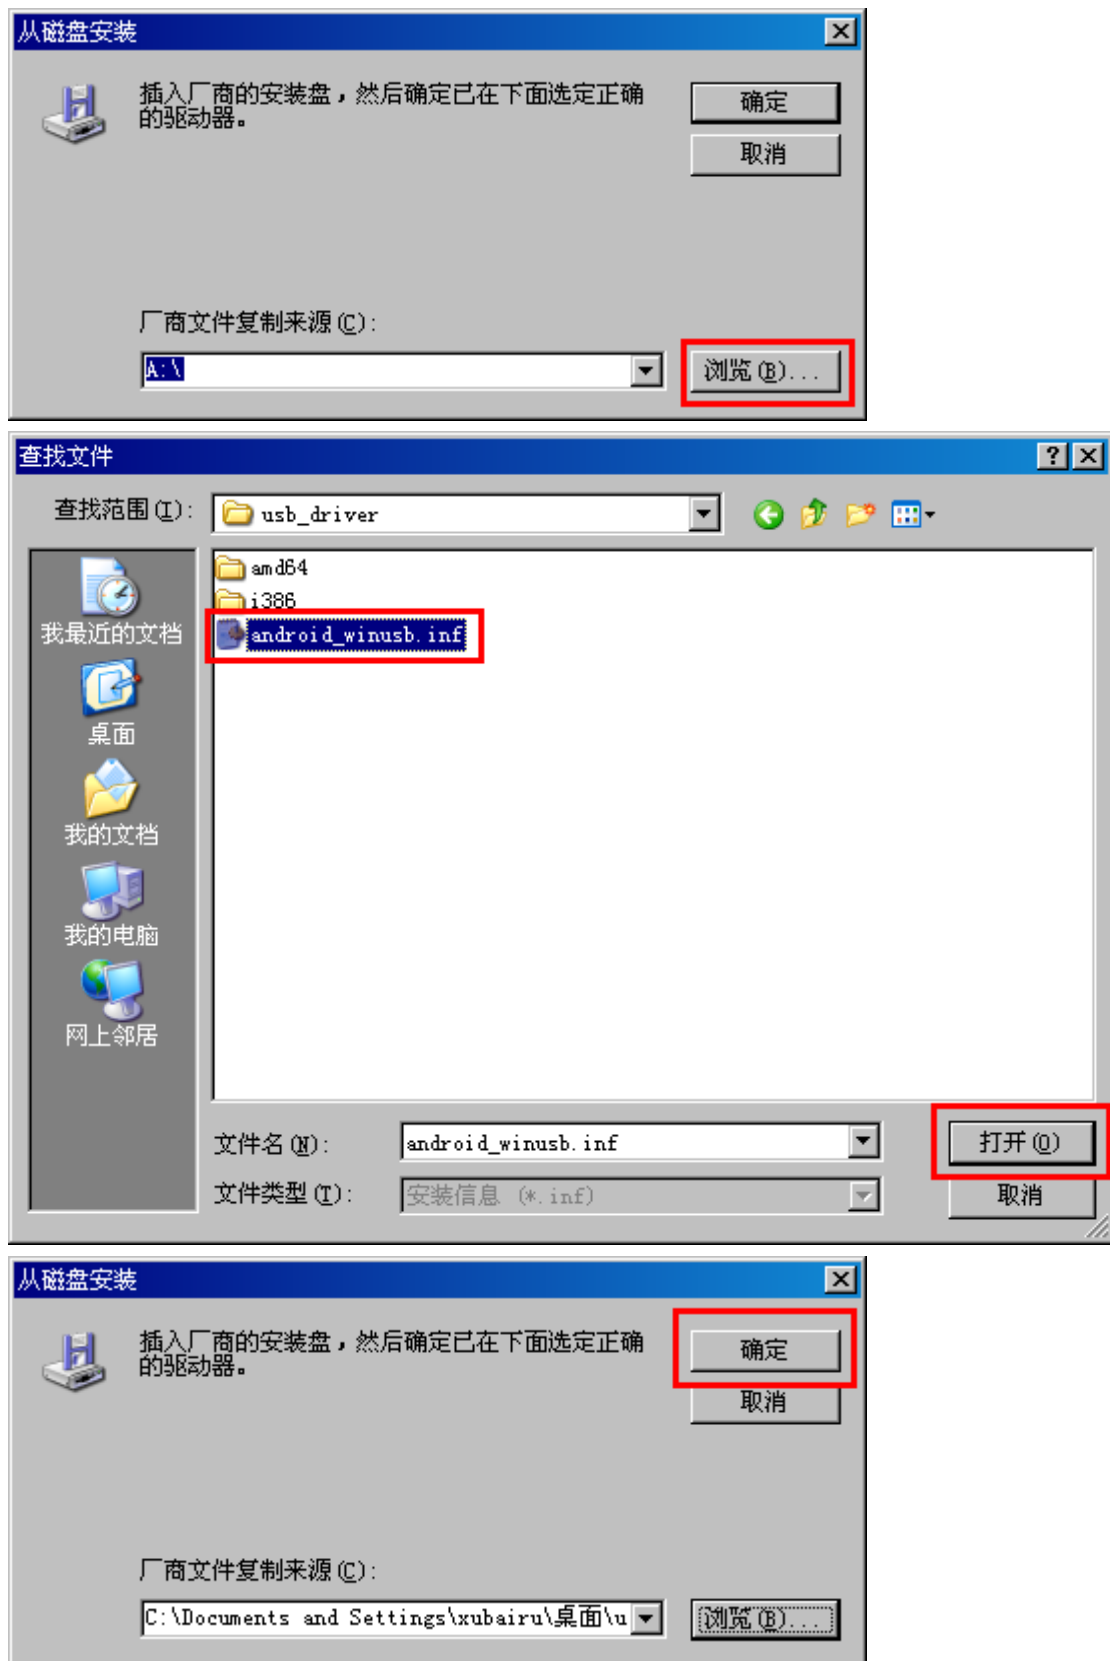 从磁盘安装
插入厂商的安装盘，然后确定已在下面选定正确
的驱动器。
确定
取消
厂商文件复制来源(C):
A:\
浏览(B)...
查找文件
查找范围(I):
usb_driver
amd64
i386
android_winusb.inf
我最近的文档
桌面
我的文档
我的电脑
网上邻居
文件名(N):
android_winusb.inf
打开(O)
文件类型(T):
安装信息 (*.inf)
取消
从磁盘安装
插入厂商的安装盘，然后确定已在下面选定正确
的驱动器。
确定
取消
厂商文件复制来源(C):
C:\Documents and Settings\xubairu\桌面\u
浏览(B)...